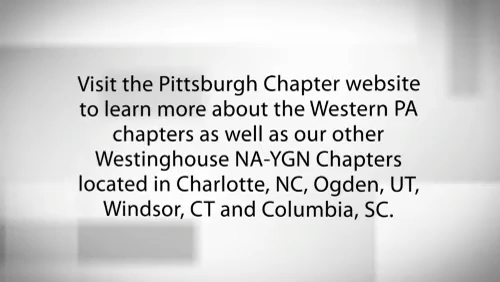 Visit the Pittsburgh Chapter website
to learn more about the Western PA
chapters as well as our other
Westinghouse NA-YGN Chapters
located in Charlotte, NC, Ogden, UT,
Windsor, CT and Columbia, SC.